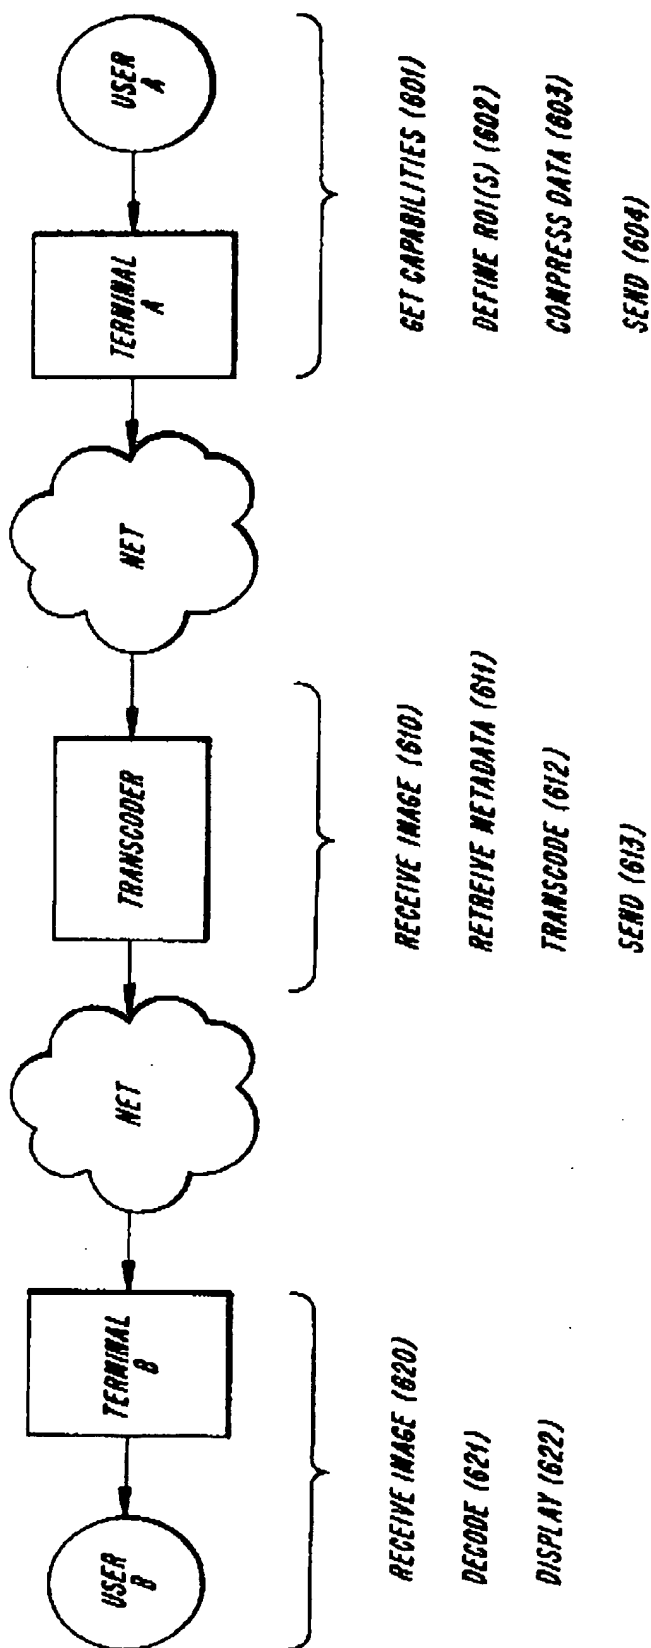 USER
A
TERMINAL
A
NET
TRANSCODER
NET
TERMINAL
B
USER
B
GET CAPABILITIES (601)
DEFINE ROI(S) (602)
COMPRESS DATA (603)
SEND (604)
RECEIVE IMAGE (610)
RETREIVE METADATA (611)
TRANSCODE (612)
SEND (613)
RECEIVE IMAGE (620)
DECODE (621)
DISPLAY (622)